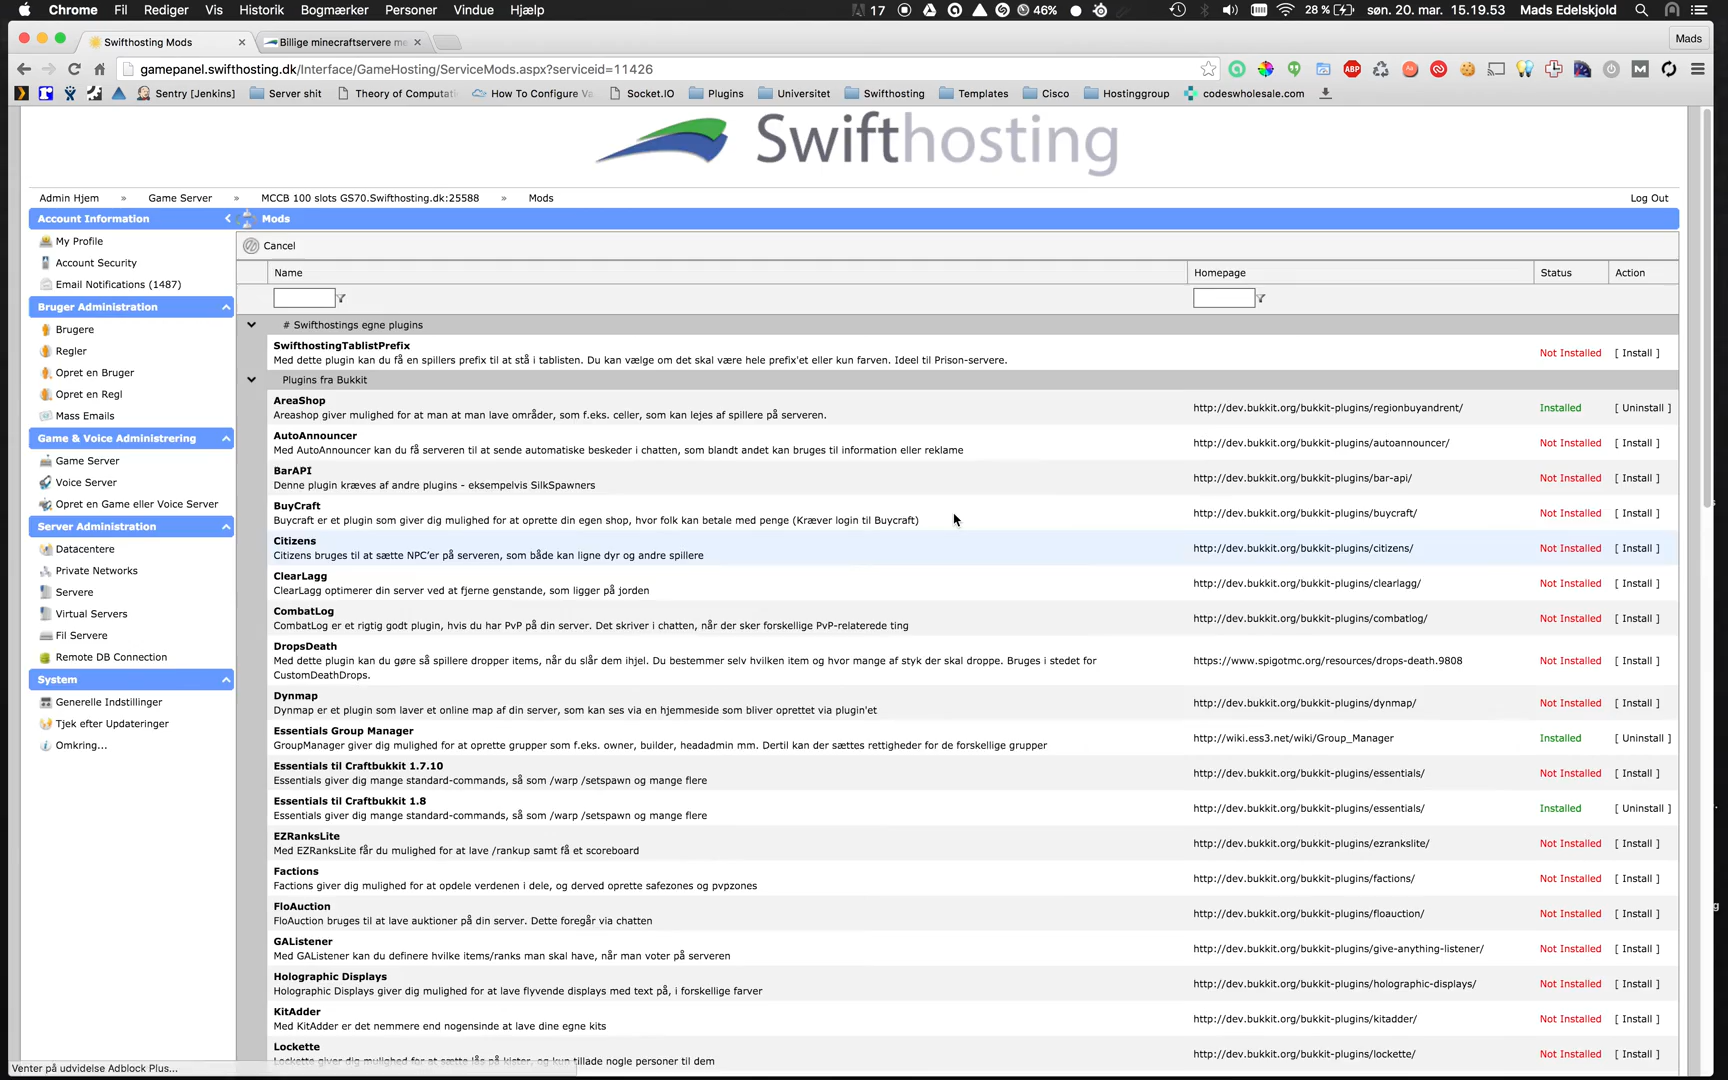 Chrome Fil Rediger Vis Historik Bogmærker Personer Vindue Hjælp 17 46% 28 % søn. 20. mar. 15.19.53 Mads Edelskjold
Swifthosting Mods Billige minecraftservere me Mads
gamepanel.swifthosting.dk/Interface/GameHosting/ServiceMods.aspx?serviceid=11426
Sentry [Jenkins] Server shit Theory of Computat How To Configure Va Socket.IO Plugins Universitet Swifthosting Templates Cisco Hostinggroup codeswholesale.com
Swifthosting
Admin Hjem » Game Server » MCCB 100 slots GS70.Swifthosting.dk:25588 » Mods Log Out
Account Information
My Profile
Account Security
Email Notifications (1487)
Bruger Administration
Brugere
Regler
Opret en Bruger
Opret en Regl
Mass Emails
Game & Voice Administrering
Game Server
Voice Server
Opret en Game eller Voice Server
Server Administration
Datacentere
Private Networks
Servere
Virtual Servers
Fil Servere
Remote DB Connection
System
Generelle Indstillinger
Tjek efter Updateringer
Omkring...
Mods
Cancel
Name Homepage Status Action
# Swifthostings egne plugins
SwifthostingTablistPrefix
Med dette plugin kan du få en spillers prefix til at stå i tablisten. Du kan vælge om det skal være hele prefix'et eller kun farven. Ideel til Prison-servere. Not Installed [ Install ]
Plugins fra Bukkit
AreaShop
Areashop giver mulighed for at man at man lave områder, som f.eks. celler, som kan lejes af spillere på serveren. http://dev.bukkit.org/bukkit-plugins/regionbuyandrent/ Installed [ Uninstall ]
AutoAnnouncer
Med AutoAnnouncer kan du få serveren til at sende automatiske beskeder i chatten, som blandt andet kan bruges til information eller reklame http://dev.bukkit.org/bukkit-plugins/autoannouncer/ Not Installed [ Install ]
BarAPI
Denne plugin kræves af andre plugins - eksempelvis SilkSpawners http://dev.bukkit.org/bukkit-plugins/bar-api/ Not Installed [ Install ]
BuyCraft
Buycraft er et plugin som giver dig mulighed for at oprette din egen shop, hvor folk kan betale med penge (Kræver login til Buycraft) http://dev.bukkit.org/bukkit-plugins/buycraft/ Not Installed [ Install ]
Citizens
Citizens bruges til at sætte NPC'er på serveren, som både kan ligne dyr og andre spillere http://dev.bukkit.org/bukkit-plugins/citizens/ Not Installed [ Install ]
ClearLagg
ClearLagg optimerer din server ved at fjerne genstande, som ligger på jorden http://dev.bukkit.org/bukkit-plugins/clearlagg/ Not Installed [ Install ]
CombatLog
CombatLog er et rigtig godt plugin, hvis du har PvP på din server. Det skriver i chatten, når der sker forskellige PvP-relaterede ting http://dev.bukkit.org/bukkit-plugins/combatlog/ Not Installed [ Install ]
DropsDeath
Med dette plugin kan du gøre så spillere dropper items, når du slår dem ihjel. Du bestemmer selv hvilken item og hvor mange af styk der skal droppe. Bruges i stedet for https://www.spigotmc.org/resources/drops-death.9808 Not Installed [ Install ]
CustomDeathDrops.
Dynmap
Dynmap er et plugin som laver et online map af din server, som kan ses via en hjemmeside som bliver oprettet via plugin'et http://dev.bukkit.org/bukkit-plugins/dynmap/ Not Installed [ Install ]
Essentials Group Manager
GroupManager giver dig mulighed for at oprette grupper som f.eks. owner, builder, headadmin mm. Dertil kan der sættes rettigheder for de forskellige grupper http://wiki.ess3.net/wiki/Group_Manager Installed [ Uninstall ]
Essentials til Craftbukkit 1.7.10
Essentials giver dig mange standard-commands, så som /warp /setspawn og mange flere http://dev.bukkit.org/bukkit-plugins/essentials/ Not Installed [ Install ]
Essentials til Craftbukkit 1.8
Essentials giver dig mange standard-commands, så som /warp /setspawn og mange flere http://dev.bukkit.org/bukkit-plugins/essentials/ Installed [ Uninstall ]
EZRanksLite
Med EZRanksLite får du mulighed for at lave /rankup samt få et scoreboard http://dev.bukkit.org/bukkit-plugins/ezrankslite/ Not Installed [ Install ]
Factions
Factions giver dig mulighed for at opdele verdenen i dele, og derved oprette safezones og pvpzones http://dev.bukkit.org/bukkit-plugins/factions/ Not Installed [ Install ]
FloAuction
FloAuction bruges til at lave auktioner på din server. Dette foregår via chatten http://dev.bukkit.org/bukkit-plugins/floauction/ Not Installed [ Install ]
GAListener
Med GAListener kan du definere hvilke items/ranks man skal have, når man voter på serveren http://dev.bukkit.org/bukkit-plugins/give-anything-listener/ Not Installed [ Install ]
Holographic Displays
Holographic Displays giver dig mulighed for at lave flyvende displays med text på, i forskellige farver http://dev.bukkit.org/bukkit-plugins/holographic-displays/ Not Installed [ Install ]
KitAdder
Med KitAdder er det nemmere end nogensinde at lave dine egne kits http://dev.bukkit.org/bukkit-plugins/kitadder/ Not Installed [ Install ]
Lockette
Lockette giver dig mulighed for at sætte lås på kister, og kun tillade nogle personer til dem http://dev.bukkit.org/bukkit-plugins/lockette/ Not Installed [ Install ]
Venter på udvidelse Adblock Plus...